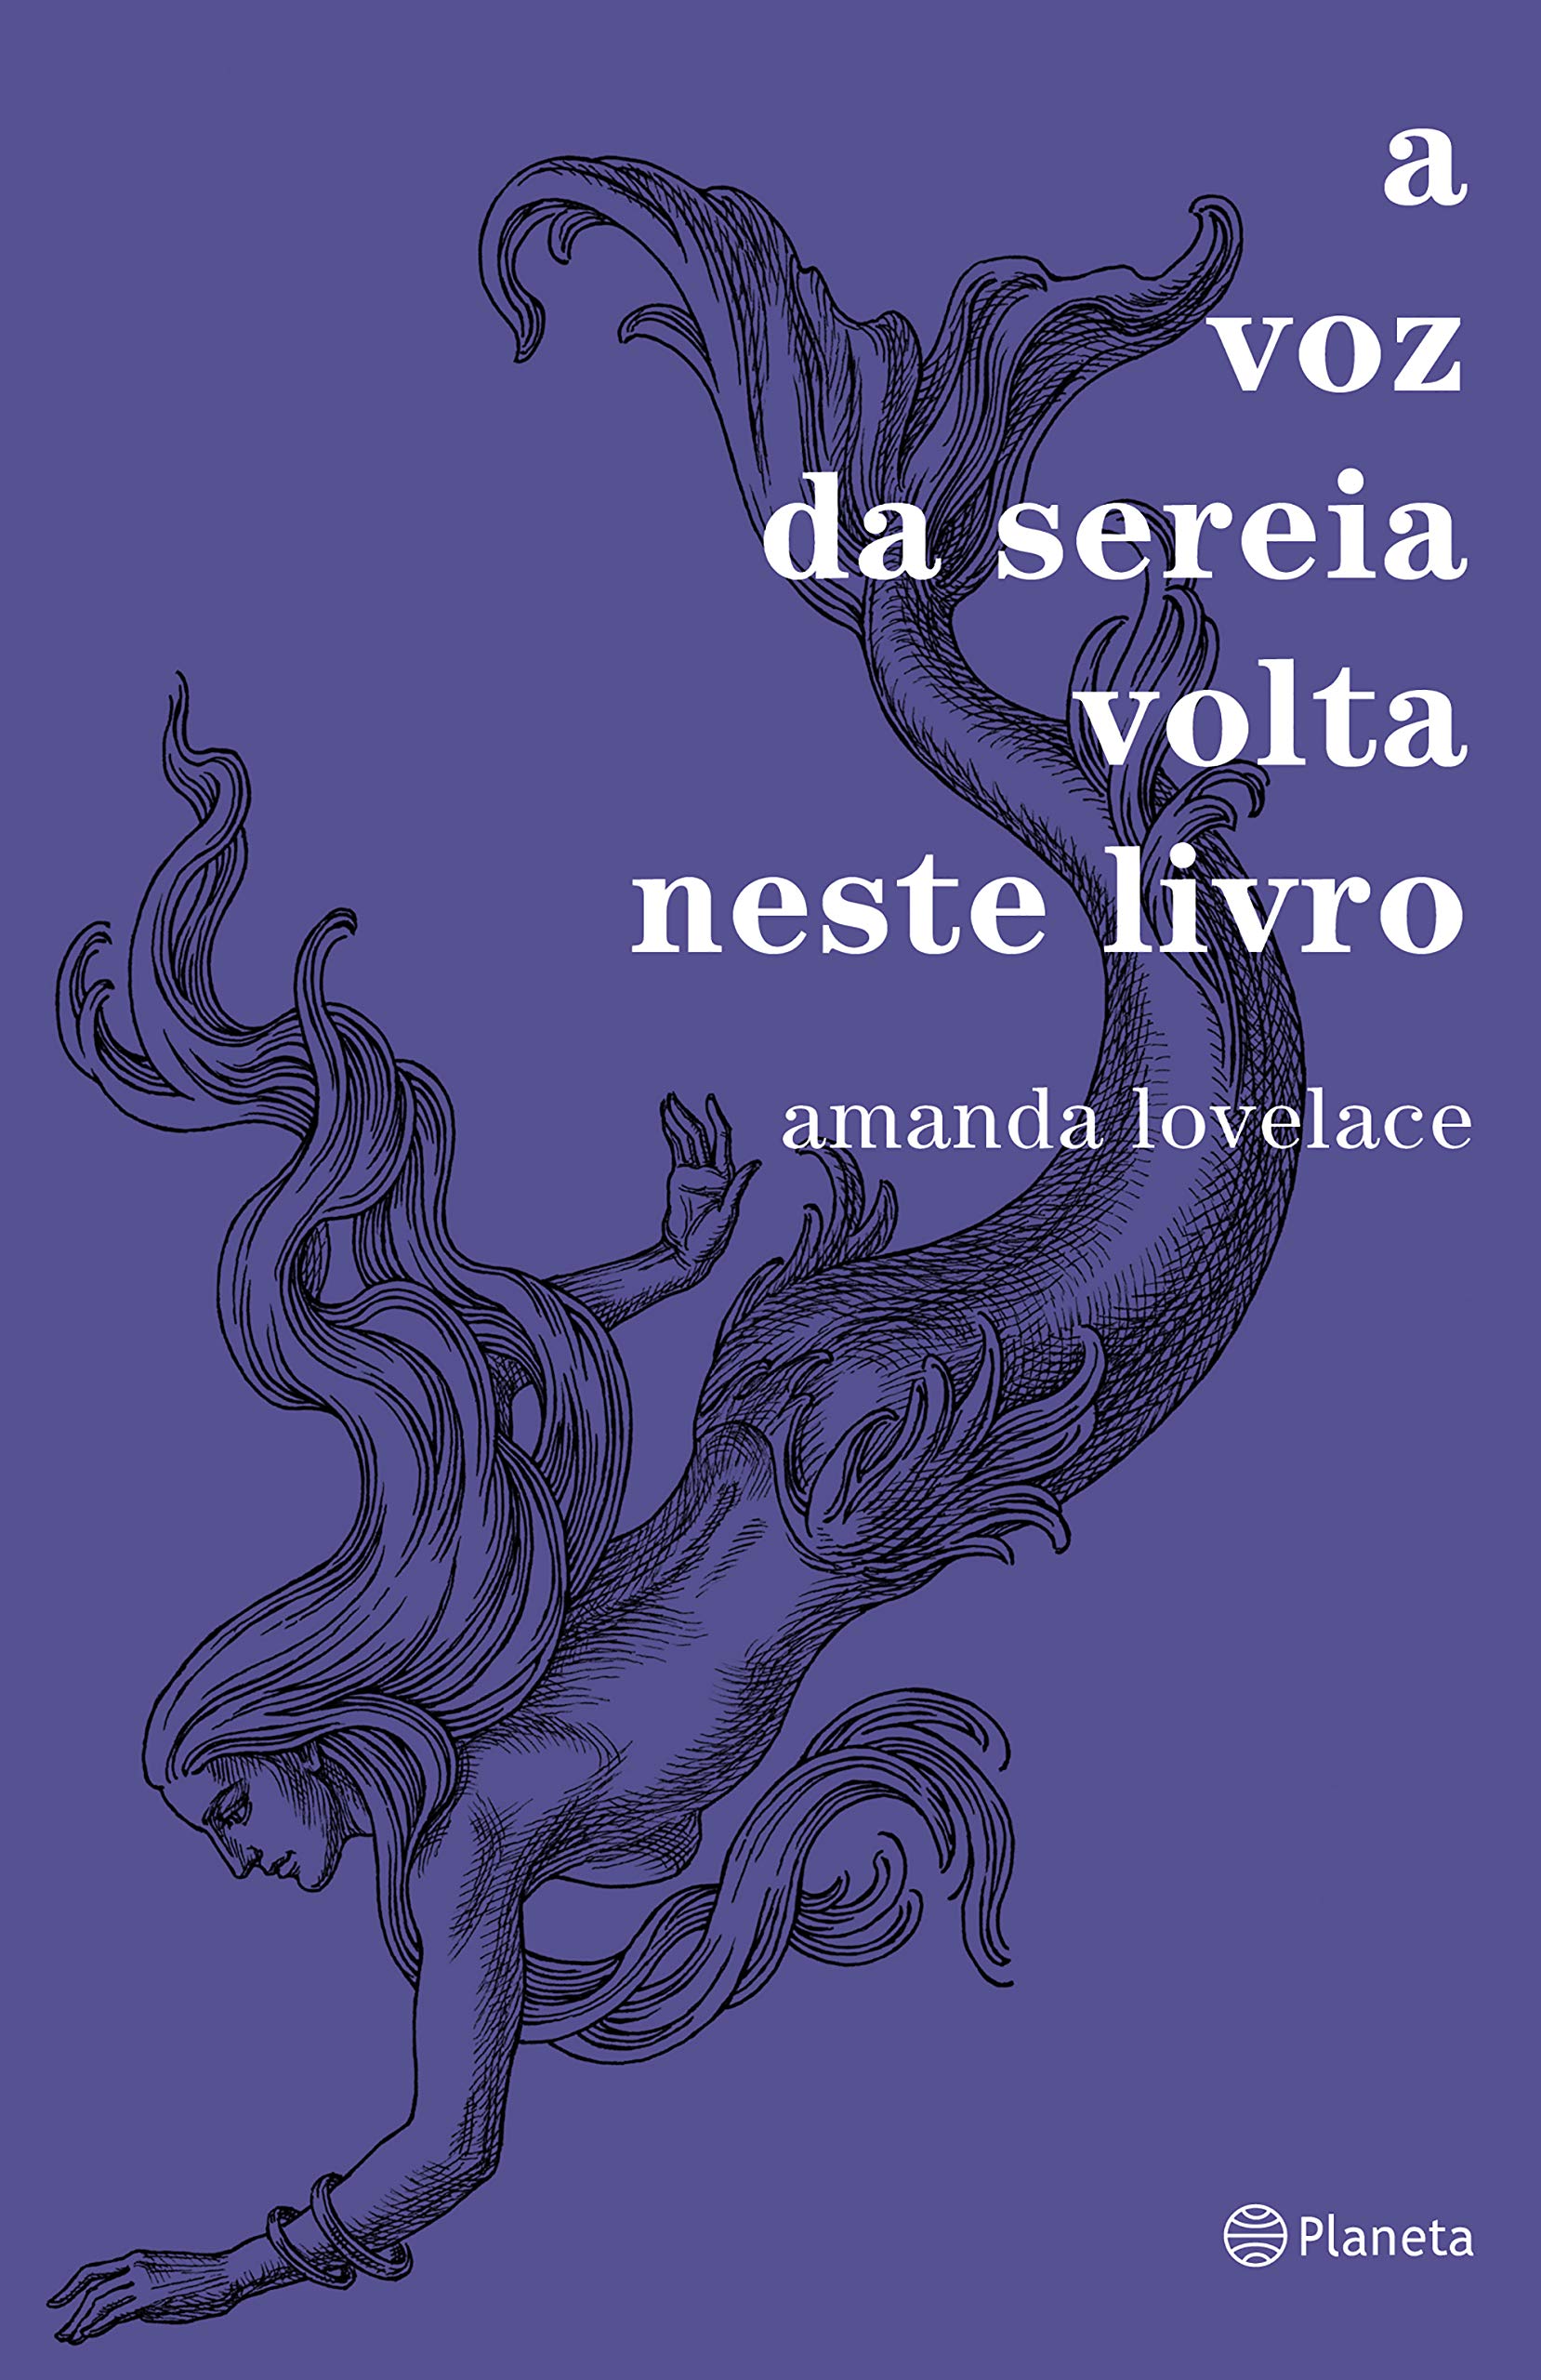 a
voz
da sereia
volta
neste livro
amanda lovelace
Planeta